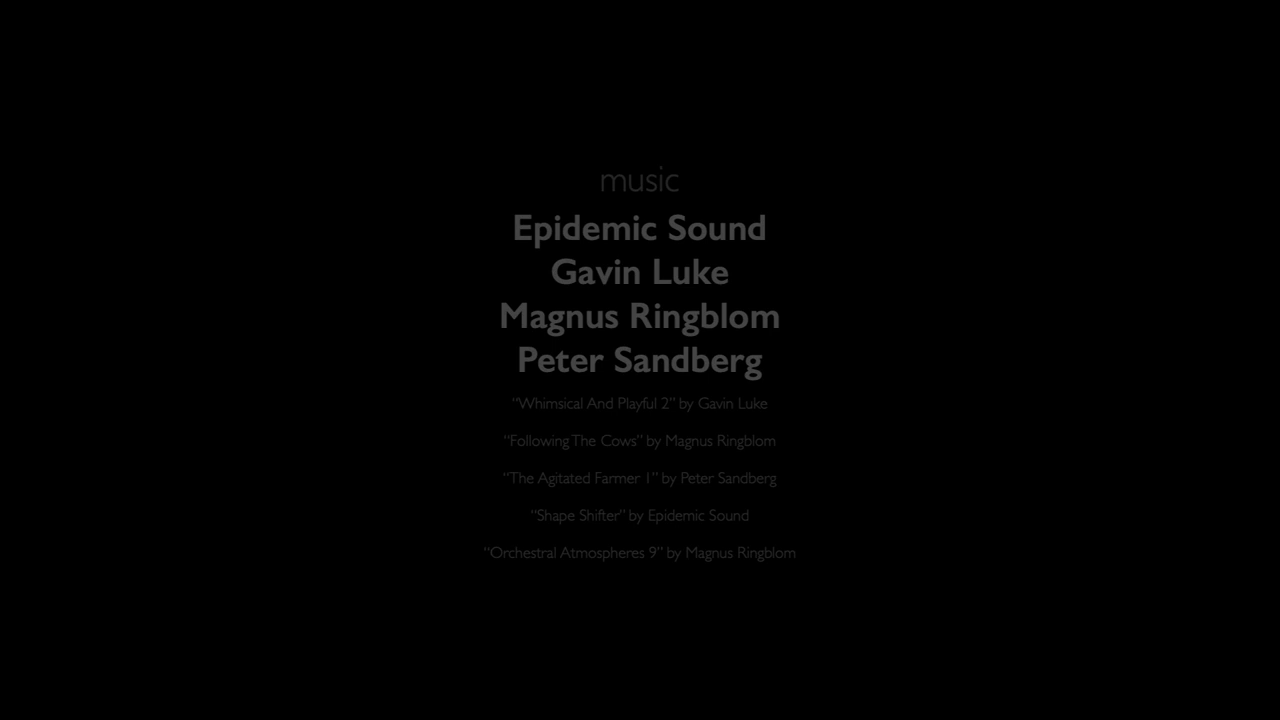 music
Epidemic Sound
Gavin Luke
Magnus Ringblom
Peter Sandberg
“Whimsical And Playful 2” by Gavin Luke
“Following The Cows” by Magnus Ringblom
“The Agitated Farmer 1” by Peter Sandberg
“Shape Shifter” by Epidemic Sound
“Orchestral Atmospheres 9” by Magnus Ringblom